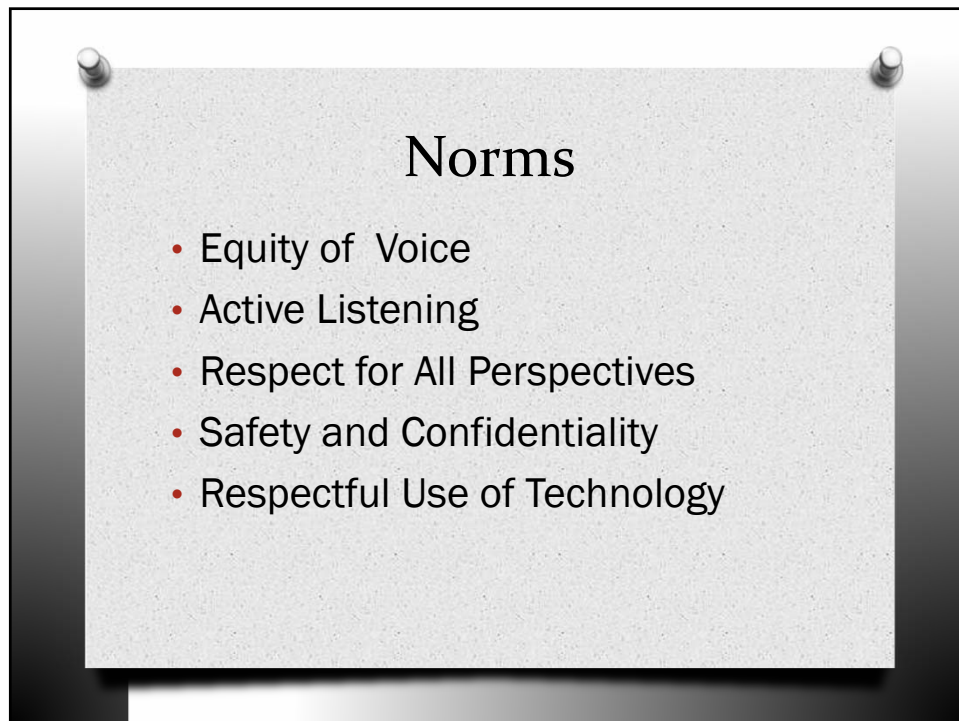 Norms
• Equity of  Voice
• Active Listening
• Respect for All Perspectives
• Safety and Confidentiality
• Respectful Use of Technology